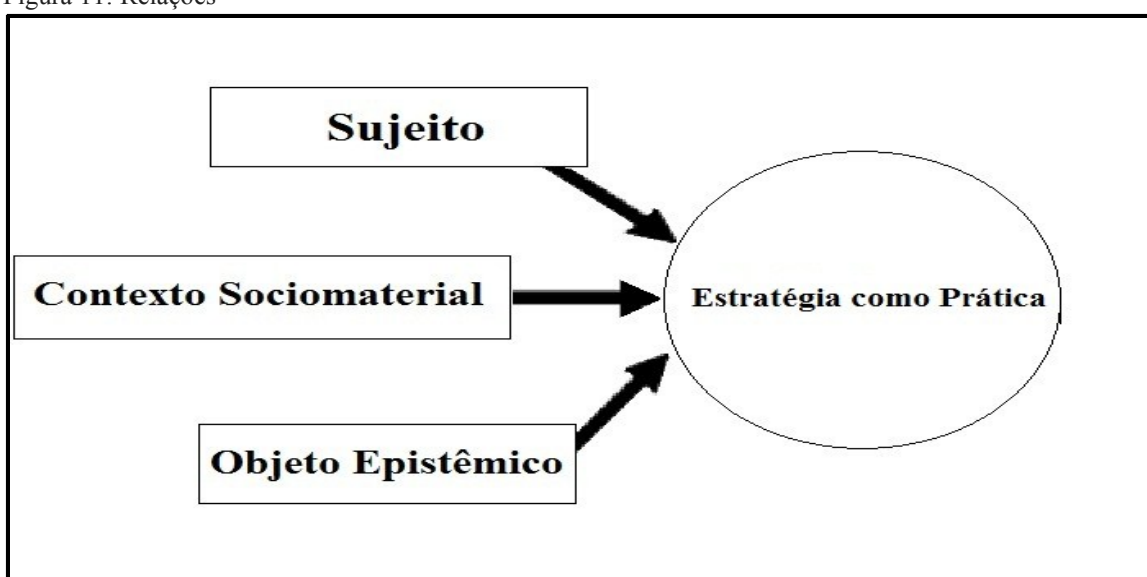 Figura 11: Relações
Sujeito
Contexto Sociomaterial
Estratégia como Prática
Objeto Epistêmico